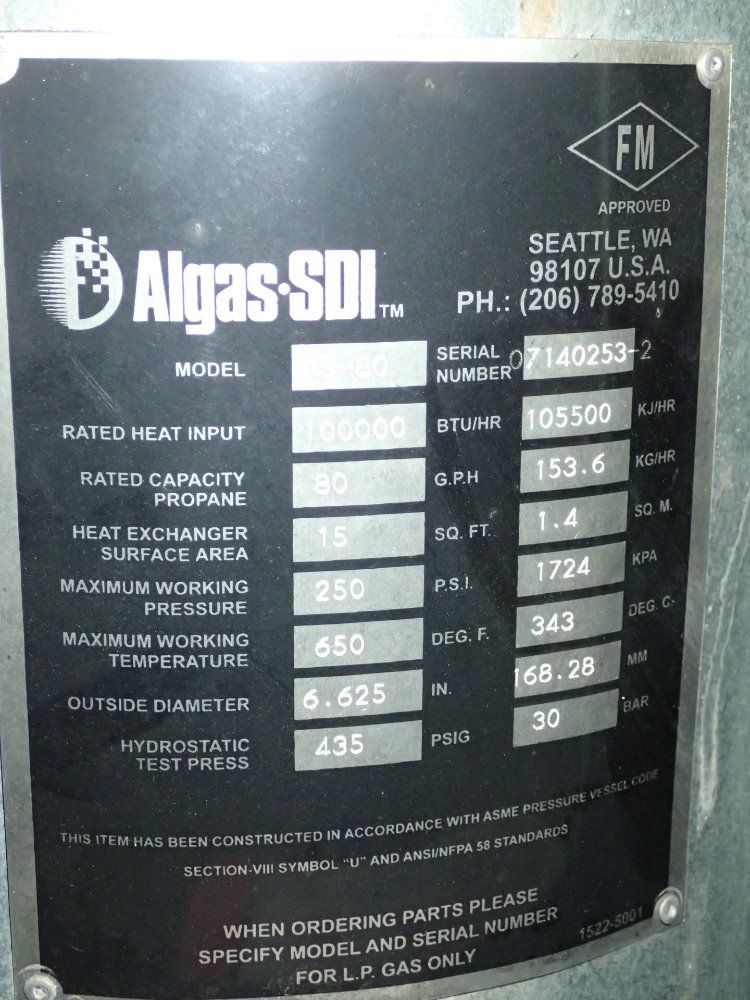 FM
APPROVED
Algas·SDI™
SEATTLE, WA
98107 U.S.A.
PH.: (206) 789-5410
MODEL -80 SERIAL NUMBER 07140253-2
RATED HEAT INPUT 100000 BTU/HR 105500 KJ/HR
RATED CAPACITY PROPANE 80 G.P.H 153.6 KG/HR
HEAT EXCHANGER SURFACE AREA 15 SQ. FT. 1.4 SQ. M.
MAXIMUM WORKING PRESSURE 250 P.S.I. 1724 KPA
MAXIMUM WORKING TEMPERATURE 650 DEG. F. 343 DEG. C.
OUTSIDE DIAMETER 6.625 IN. 168.28 MM
HYDROSTATIC TEST PRESS 435 PSIG 30 BAR
THIS ITEM HAS BEEN CONSTRUCTED IN ACCORDANCE WITH ASME PRESSURE VESSEL CODE
SECTION-VIII SYMBOL "U" AND ANSI/NFPA 58 STANDARDS
WHEN ORDERING PARTS PLEASE
SPECIFY MODEL AND SERIAL NUMBER
FOR L.P. GAS ONLY
1522-5001